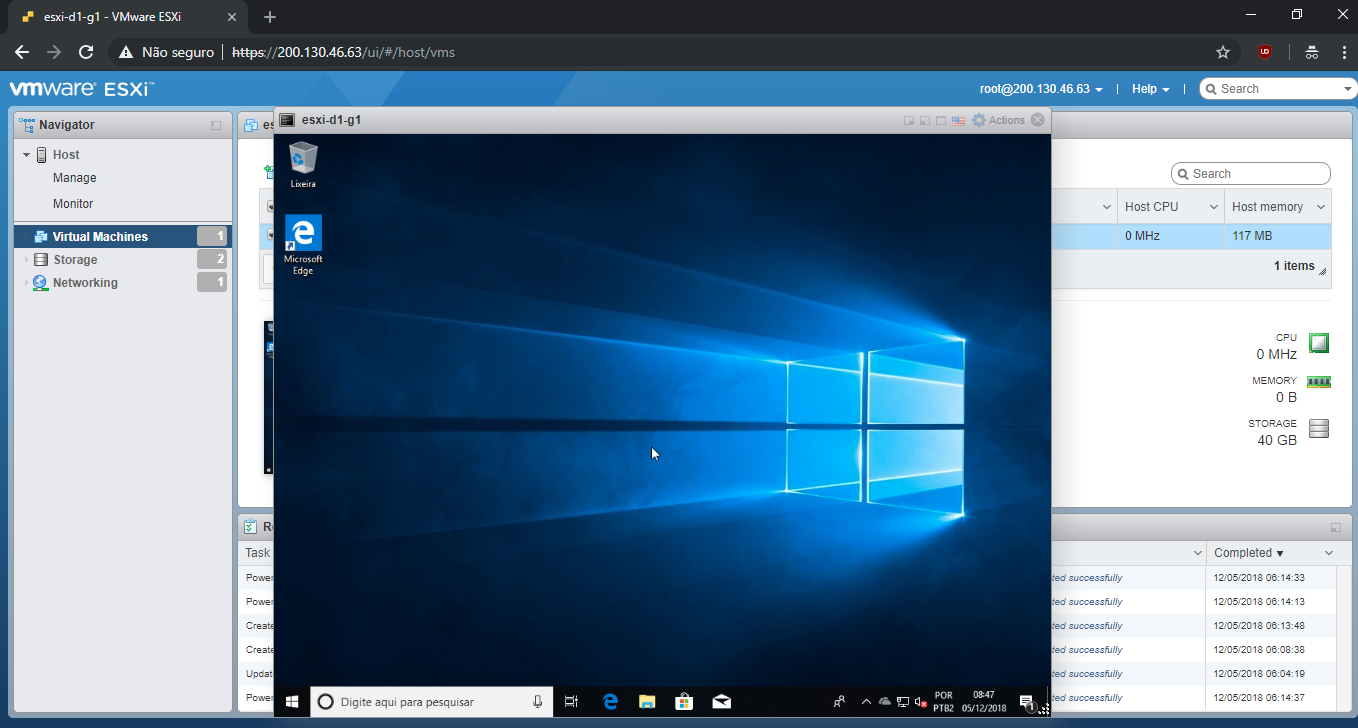 esxi-d1-g1 - VMware ESXi
Não seguro
https://200.130.46.63/ui/#/host/vms
vmware ESXi™
root@200.130.46.63
Help
Search
Navigator
Host
Manage
Monitor
Virtual Machines 1
Storage 2
Networking 1
esxi-d1-g1
Actions
Lixeira
Microsoft
Edge
Search
Host CPU
Host memory
0 MHz
117 MB
1 items
CPU
0 MHz
MEMORY
0 B
STORAGE
40 GB
Task
Completed ▼
Power
ted successfully
12/05/2018 06:14:33
Power
ted successfully
12/05/2018 06:14:13
Create
ted successfully
12/05/2018 06:13:48
Create
ted successfully
12/05/2018 06:08:38
Updat
ted successfully
12/05/2018 06:04:19
Power
ted successfully
12/05/2018 06:14:37
Digite aqui para pesquisar
POR
PTB2
08:47
05/12/2018
1